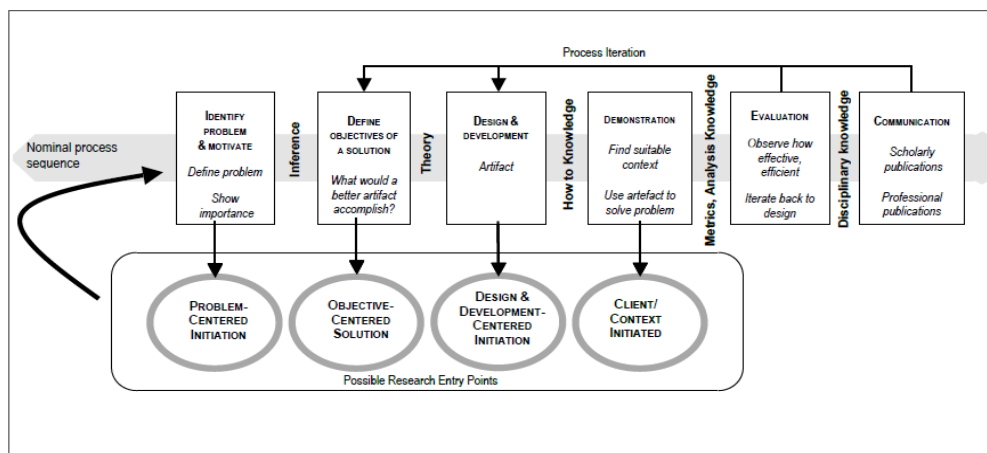 Process Iteration
Nominal process
sequence
IDENTIFY
PROBLEM
& MOTIVATE
Define problem
Show
importance
Inference
DEFINE
OBJECTIVES OF
A SOLUTION
What would a
better artifact
accomplish?
Theory
DESIGN &
DEVELOPMENT
Artifact
How to Knowledge
DEMONSTRATION
Find suitable
context
Use artefact to
solve problem
Metrics, Analysis Knowledge
EVALUATION
Observe how
effective,
efficient
Iterate back to
design
Disciplinary knowledge
COMMUNICATION
Scholarly
publications
Professional
publications
PROBLEM-
CENTERED
INITIATION
OBJECTIVE-
CENTERED
SOLUTION
DESIGN &
DEVELOPMENT-
CENTERED
INITIATION
CLIENT/
CONTEXT
INITIATED
Possible Research Entry Points